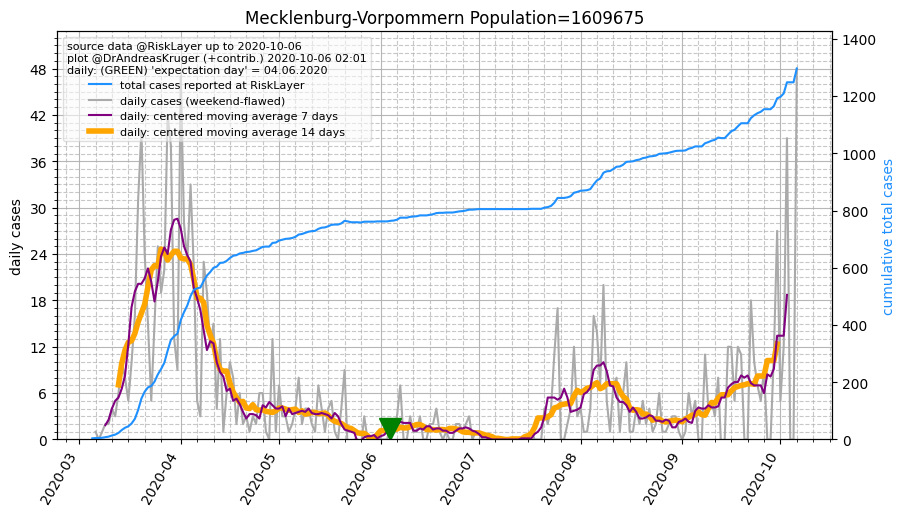 Mecklenburg-Vorpommern Population=1609675
source data @RiskLayer up to 2020-10-06
plot @DrAndreasKruger (+contrib.) 2020-10-06 02:01
daily: (GREEN) 'expectation day' = 04.06.2020
total cases reported at RiskLayer
daily cases (weekend-flawed)
daily: centered moving average 7 days
daily: centered moving average 14 days
daily cases
48
42
36
30
24
18
12
6
0
1400
1200
1000
800
600
400
200
0
cumulative total cases
2020-03
2020-04
2020-05
2020-06
2020-07
2020-08
2020-09
2020-10